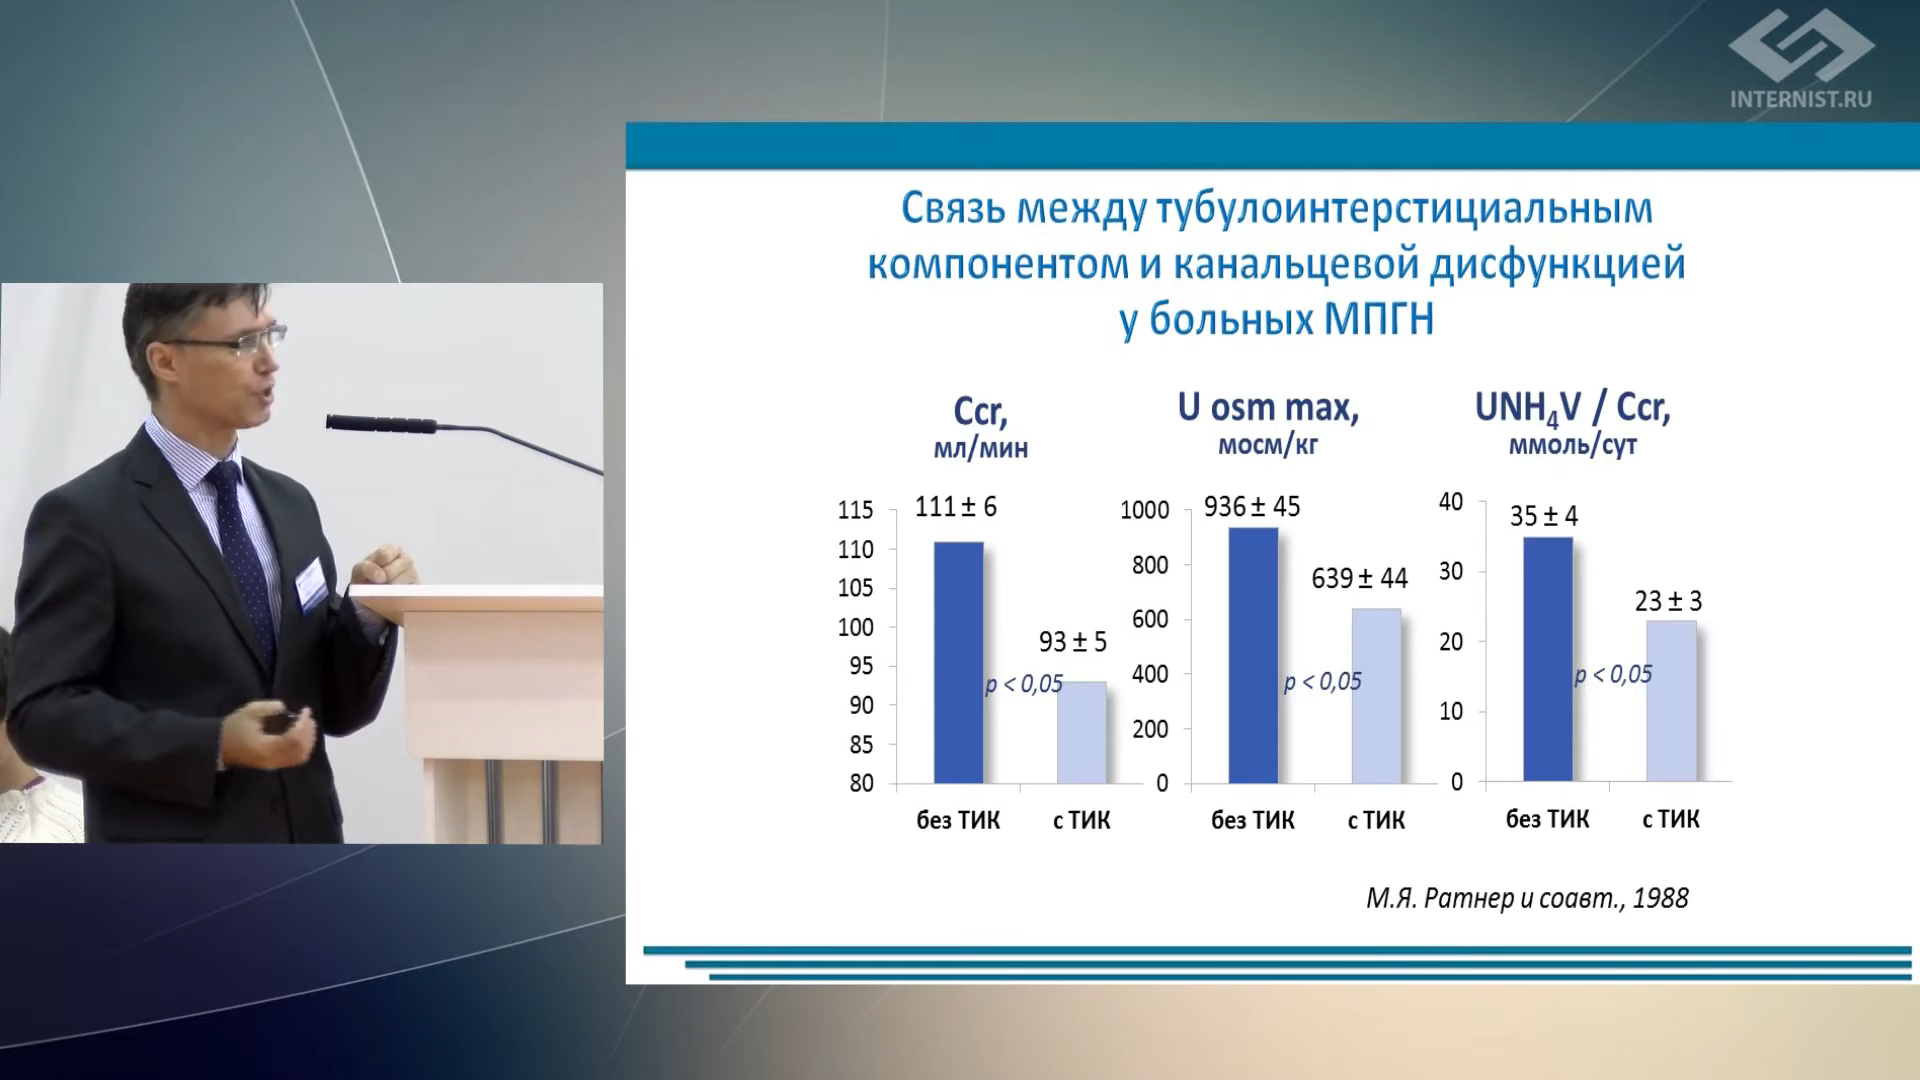 INTERNIST.RU
Связь между тубулоинтерстициальным
компонентом и канальцевой дисфункцией
у больных МПГН
Ccr,
мл/мин
115
110
105
100
95
90
85
80
111 ± 6
93 ± 5
p < 0,05
без ТИК
с ТИК
U osm max,
мосм/кг
1000
800
600
400
200
0
936 ± 45
639 ± 44
p < 0,05
без ТИК
с ТИК
UNH₄V / Ccr,
ммоль/сут
40
30
20
10
0
35 ± 4
23 ± 3
p < 0,05
без ТИК
с ТИК
М.Я. Ратнер и соавт., 1988